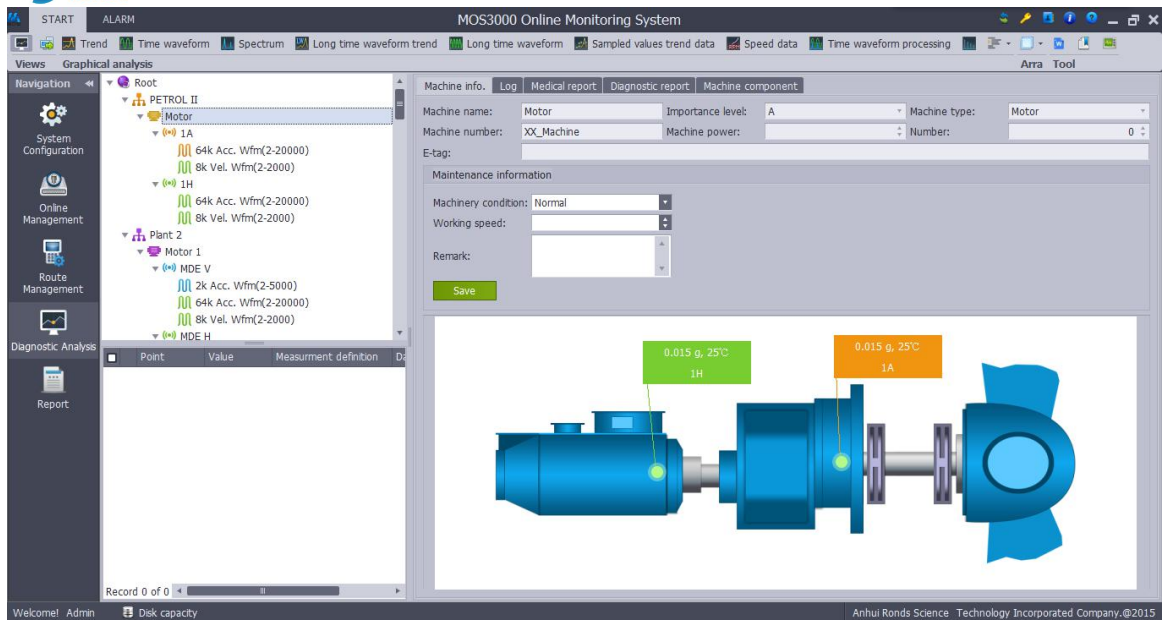 START ALARM MOS3000 Online Monitoring System
Trend Time waveform Spectrum Long time waveform trend Long time waveform Sampled values trend data Speed data Time waveform processing
Views Graphical analysis Arra Tool
Navigation
System
Configuration
Online
Management
Route
Management
Diagnostic Analysis
Report
Root
PETROL II
Motor
1A
64k Acc. Wfm(2-20000)
8k Vel. Wfm(2-2000)
1H
64k Acc. Wfm(2-20000)
8k Vel. Wfm(2-2000)
Plant 2
Motor 1
MDE V
2k Acc. Wfm(2-5000)
64k Acc. Wfm(2-20000)
8k Vel. Wfm(2-2000)
MDE H
Point Value Measurment definition Da
Record 0 of 0
Machine info. Log Medical report Diagnostic report Machine component
Machine name: Motor Importance level: A Machine type: Motor
Machine number: XX_Machine Machine power: Number: 0
E-tag:
Maintenance information
Machinery condition: Normal
Working speed:
Remark:
Save
0.015 g, 25℃
1H
0.015 g, 25℃
1A
Welcome! Admin Disk capacity Anhui Ronds Science Technology Incorporated Company.@2015